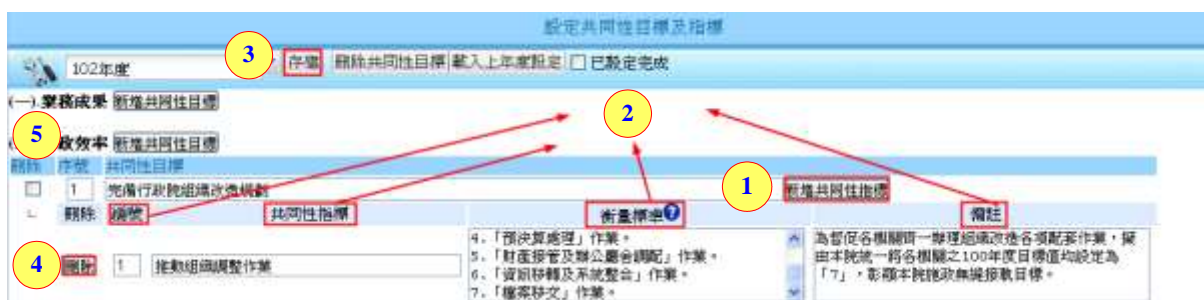 設定共同性目標及指標
102年度 3 存檔 刪除共同性目標 載入上年度設定 已設定完成
(一).業務成果 新增共同性目標
2
5 政效率 新增共同性目標
刪除 序號 共同性目標
1 完備行政院組織改造規劃 1 新增共同性指標
刪除 編號 共同性指標 衡量標準 ? 備註
4 刪除 1 推動組織調整作業
4、「預決算處理」作業。
5、「財產接管及辦公廳舍調配」作業。
6、「資訊移轉及系統整合」作業。
7、「檔案移交」作業。
為督促各機關齊一辦理組織改造各項配套作業，擬
由本院統一將各機關之100年度目標值均設定為
「7」，彰顯本院施政無縫接軌目標。